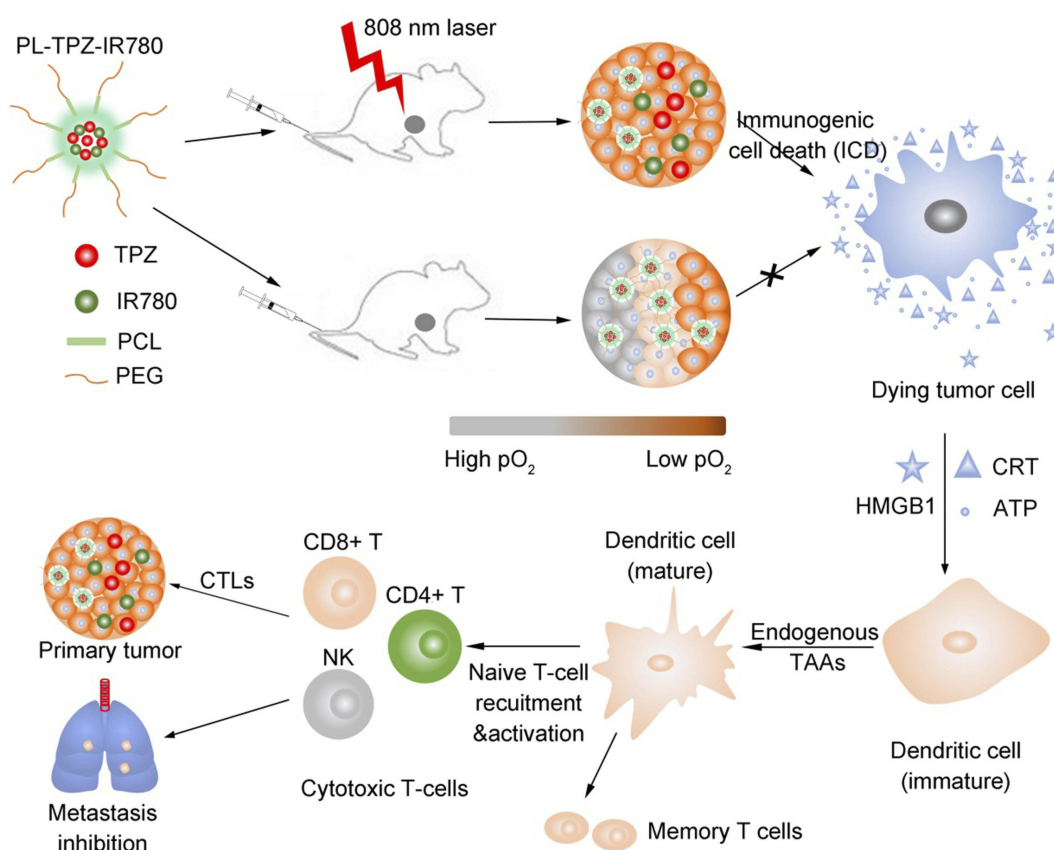 PL-TPZ-IR780
808 nm laser
TPZ
IR780
PCL
PEG
Immunogenic
cell death (ICD)
Dying tumor cell
High pO2
Low pO2
HMGB1
CRT
ATP
Dendritic cell
(immature)
Endogenous
TAAs
Dendritic cell
(mature)
Memory T cells
Naive T-cell
recuitment
&activation
CD8+ T
CD4+ T
NK
Cytotoxic T-cells
CTLs
Primary tumor
Metastasis
inhibition